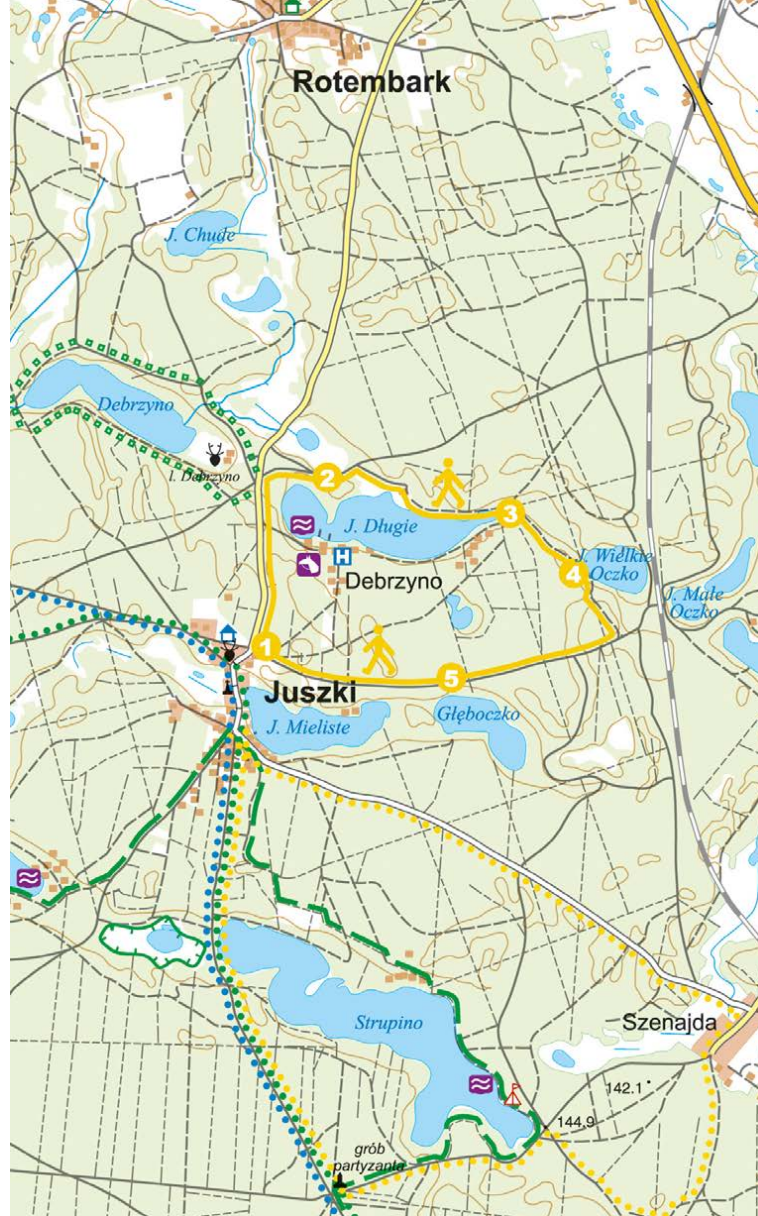 Rotembark
J. Chude
Debrzyno
l. Debrzyno
2
J. Długie
3
H
Debrzyno
J. Wielkie
Oczko
4
J. Małe
Oczko
1
5
Juszki
J. Mieliste
Głęboczko
Strupino
Szenajda
142.1
144.9
grób
partyzanta